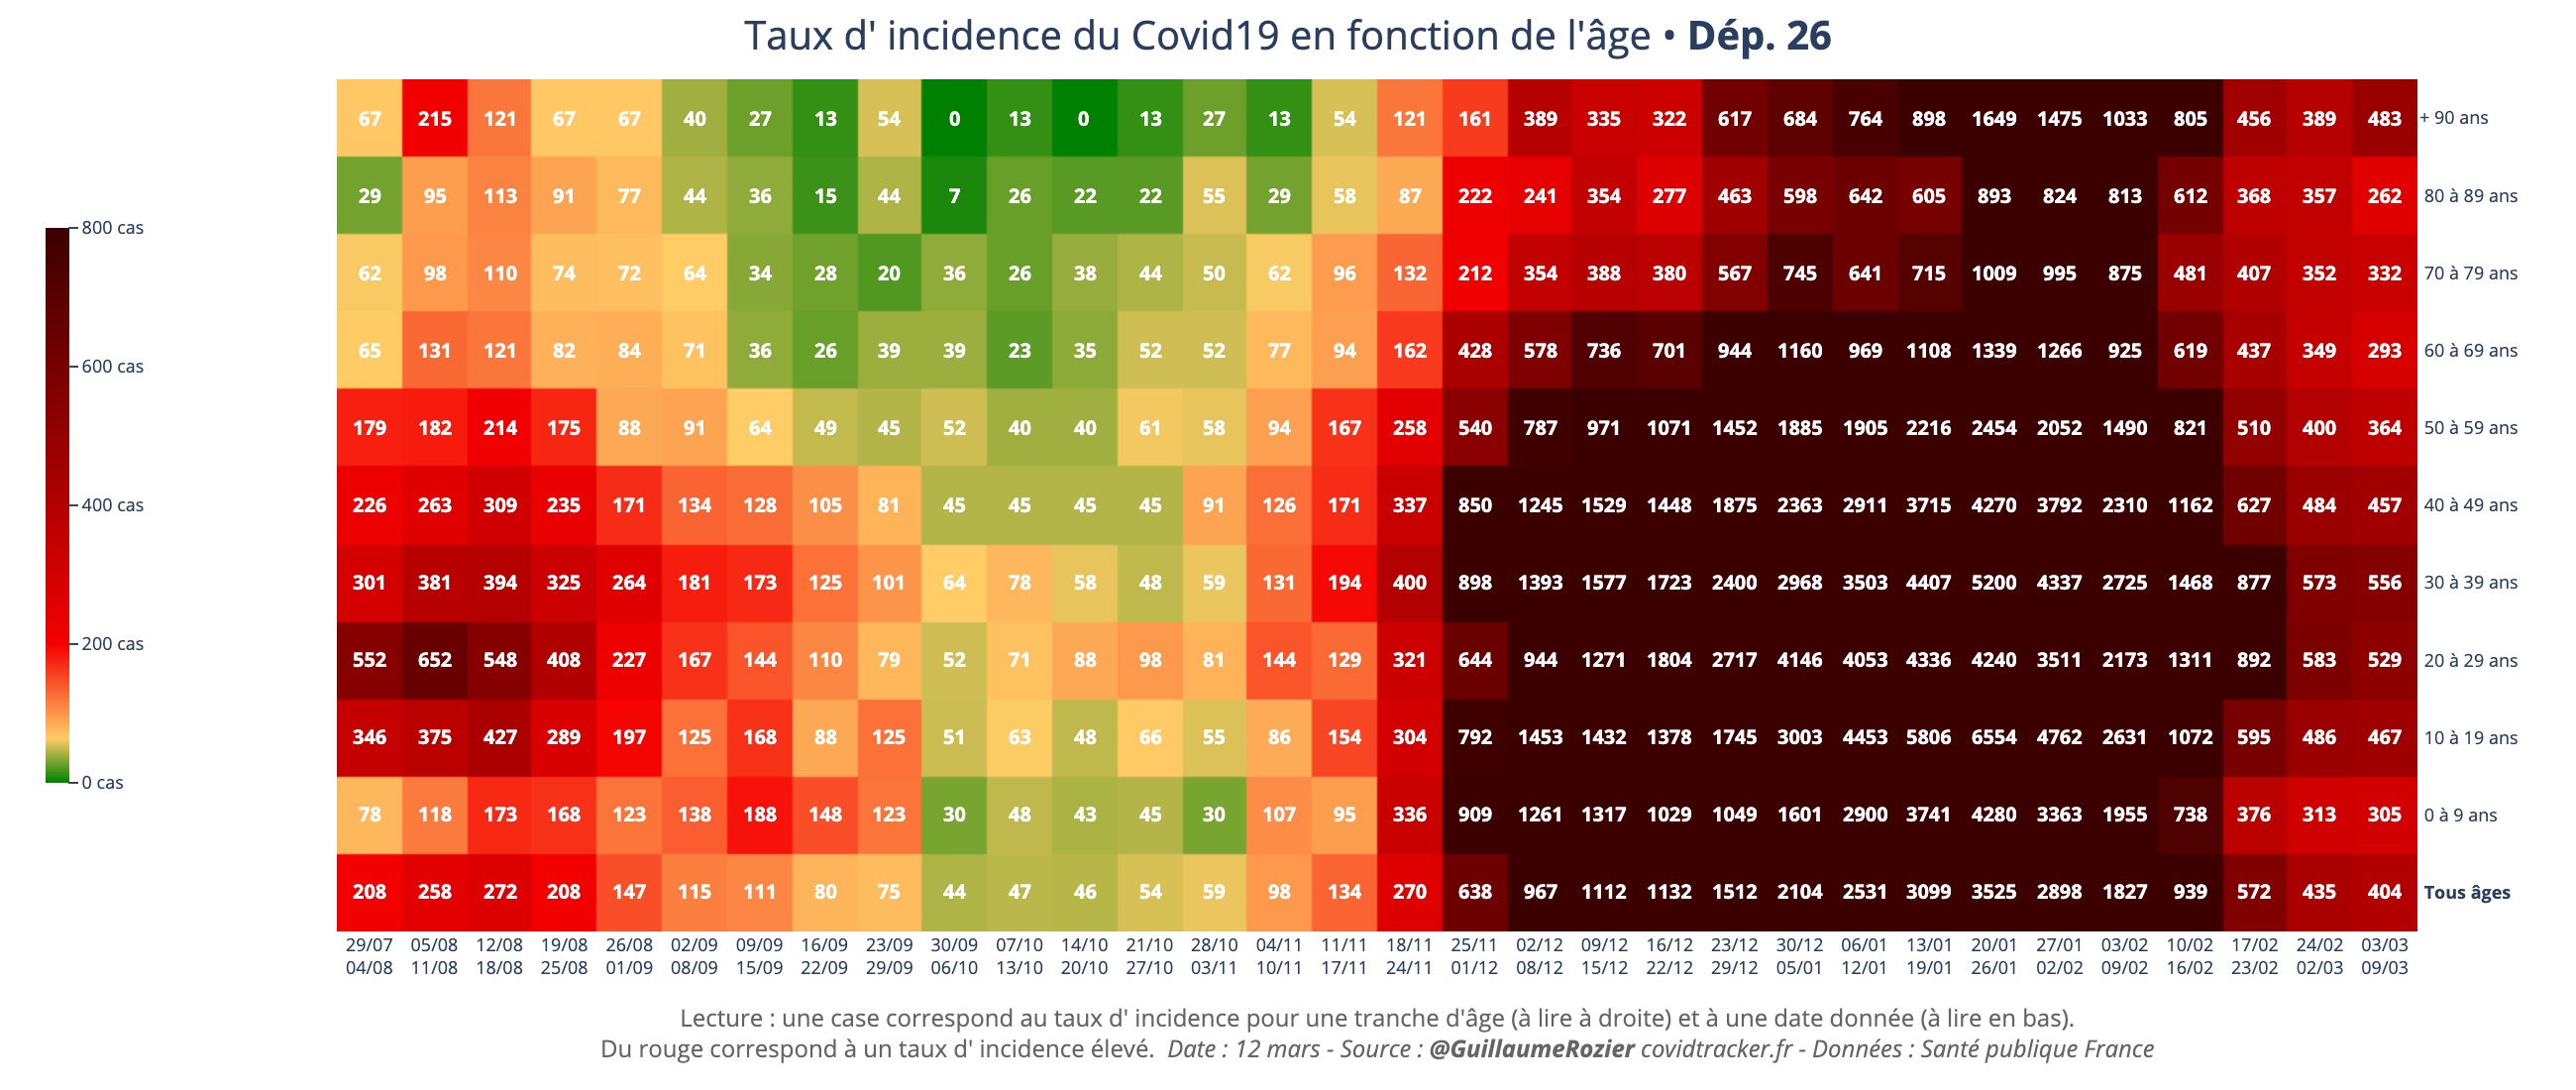 Taux d' incidence du Covid19 en fonction de l'âge • Dép. 26
800 cas
600 cas
400 cas
200 cas
0 cas
67 215 121 67 67 40 27 13 54 0 13 0 13 27 13 54 121 161 389 335 322 617 684 764 898 1649 1475 1033 805 456 389 483 + 90 ans
29 95 113 91 77 44 36 15 44 7 26 22 22 55 29 58 87 222 241 354 277 463 598 642 605 893 824 813 612 368 357 262 80 à 89 ans
62 98 110 74 72 64 34 28 20 36 26 38 44 50 62 96 132 212 354 388 380 567 745 641 715 1009 995 875 481 407 352 332 70 à 79 ans
65 131 121 82 84 71 36 26 39 39 23 35 52 52 77 94 162 428 578 736 701 944 1160 969 1108 1339 1266 925 619 437 349 293 60 à 69 ans
179 182 214 175 88 91 64 49 45 52 40 40 61 58 94 167 258 540 787 971 1071 1452 1885 1905 2216 2454 2052 1490 821 510 400 364 50 à 59 ans
226 263 309 235 171 134 128 105 81 45 45 45 45 91 126 171 337 850 1245 1529 1448 1875 2363 2911 3715 4270 3792 2310 1162 627 484 457 40 à 49 ans
301 381 394 325 264 181 173 125 101 64 78 58 48 59 131 194 400 898 1393 1577 1723 2400 2968 3503 4407 5200 4337 2725 1468 877 573 556 30 à 39 ans
552 652 548 408 227 167 144 110 79 52 71 88 98 81 144 129 321 644 944 1271 1804 2717 4146 4053 4336 4240 3511 2173 1311 892 583 529 20 à 29 ans
346 375 427 289 197 125 168 88 125 51 63 48 66 55 86 154 304 792 1453 1432 1378 1745 3003 4453 5806 6554 4762 2631 1072 595 486 467 10 à 19 ans
78 118 173 168 123 138 188 148 123 30 48 43 45 30 107 95 336 909 1261 1317 1029 1049 1601 2900 3741 4280 3363 1955 738 376 313 305 0 à 9 ans
208 258 272 208 147 115 111 80 75 44 47 46 54 59 98 134 270 638 967 1112 1132 1512 2104 2531 3099 3525 2898 1827 939 572 435 404 Tous âges
29/07 05/08 12/08 19/08 26/08 02/09 09/09 16/09 23/09 30/09 07/10 14/10 21/10 28/10 04/11 11/11 18/11 25/11 02/12 09/12 16/12 23/12 30/12 06/01 13/01 20/01 27/01 03/02 10/02 17/02 24/02 03/03
04/08 11/08 18/08 25/08 01/09 08/09 15/09 22/09 29/09 06/10 13/10 20/10 27/10 03/11 10/11 17/11 24/11 01/12 08/12 15/12 22/12 29/12 05/01 12/01 19/01 26/01 02/02 09/02 16/02 23/02 02/03 09/03
Lecture : une case correspond au taux d' incidence pour une tranche d'âge (à lire à droite) et à une date donnée (à lire en bas).
Du rouge correspond à un taux d' incidence élevé. Date : 12 mars - Source : @GuillaumeRozier covidtracker.fr - Données : Santé publique France